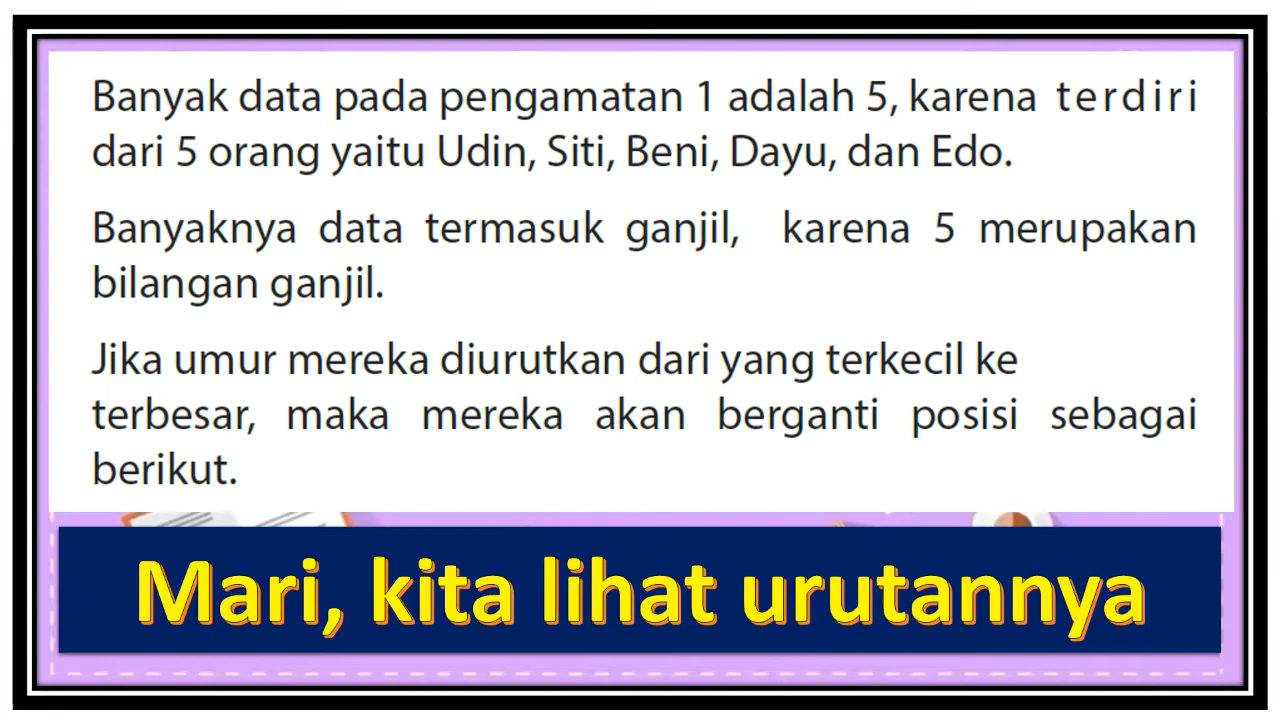 Banyak data pada pengamatan 1 adalah 5, karena terdiri
dari 5 orang yaitu Udin, Siti, Beni, Dayu, dan Edo.
Banyaknya data termasuk ganjil, karena 5 merupakan
bilangan ganjil.
Jika umur mereka diurutkan dari yang terkecil ke
terbesar, maka mereka akan berganti posisi sebagai
berikut.
Mari, kita lihat urutannya